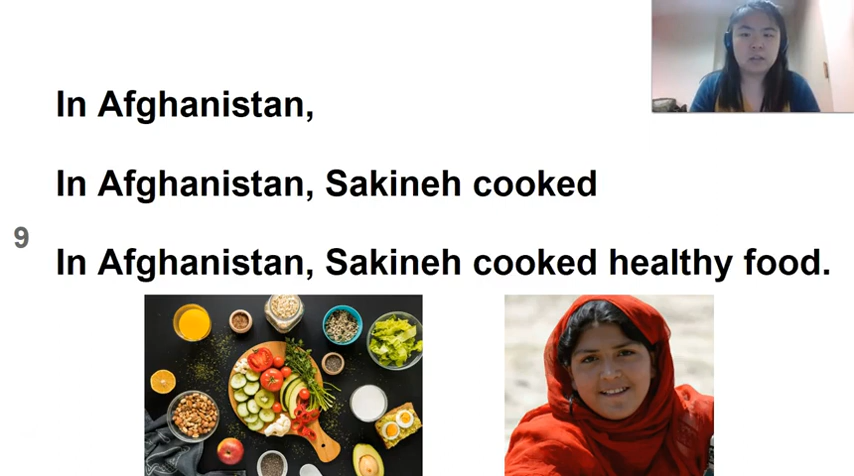 In Afghanistan,
In Afghanistan, Sakineh cooked
9
In Afghanistan, Sakineh cooked healthy food.